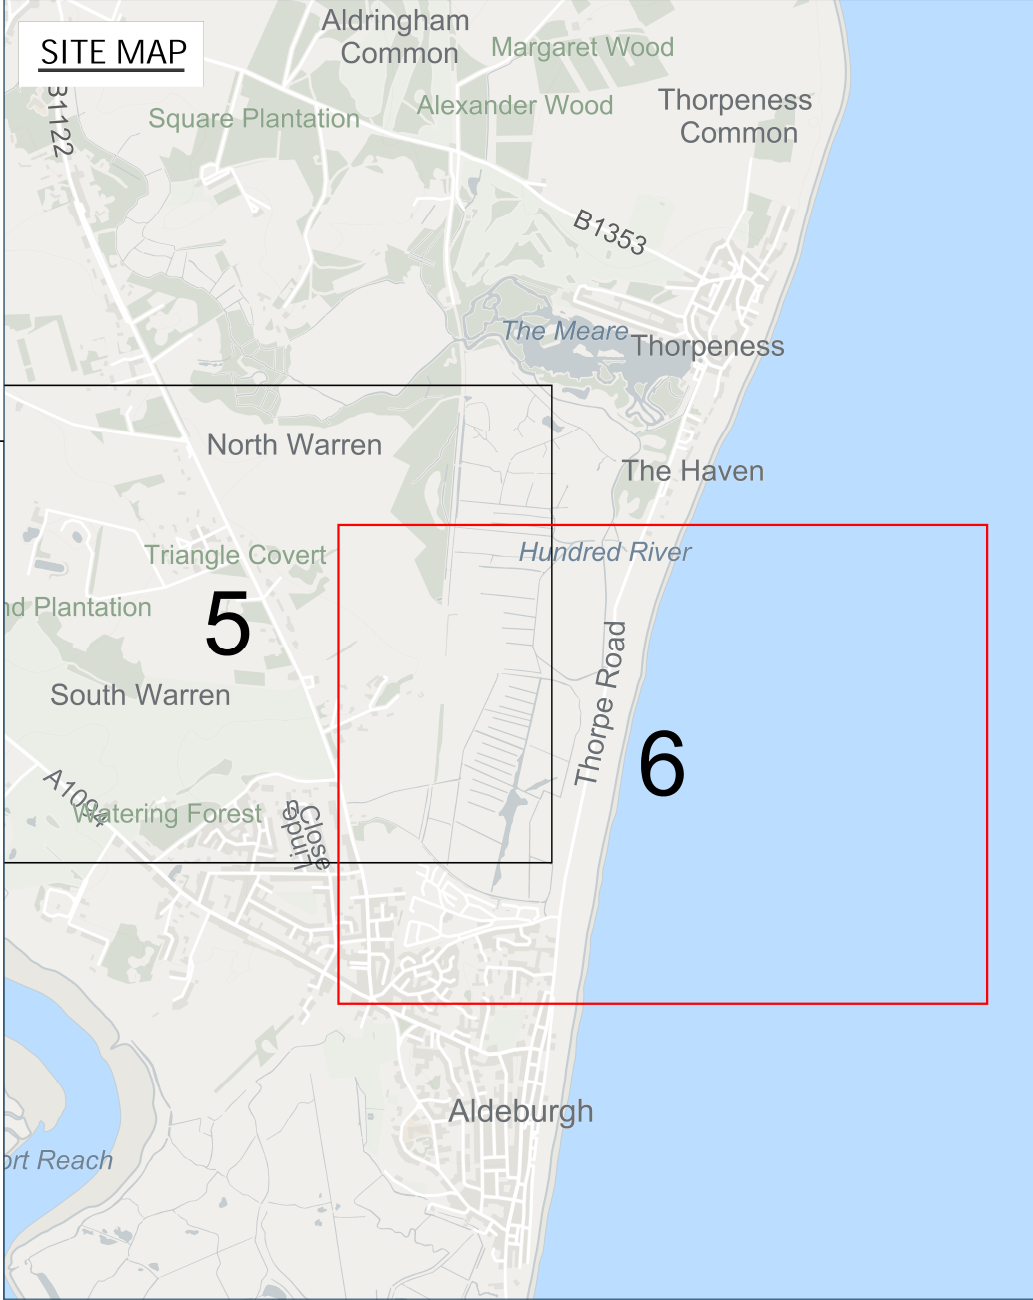 SITE MAP
Aldringham
Common
Margaret Wood
B1122
Square Plantation
Alexander Wood
Thorpeness
Common
B1353
The Meare
Thorpeness
North Warren
The Haven
Triangle Covert
Hundred River
nd Plantation
5
South Warren
Thorpe Road
6
A1094
Watering Forest
Linde
Close
Aldeburgh
ort Reach